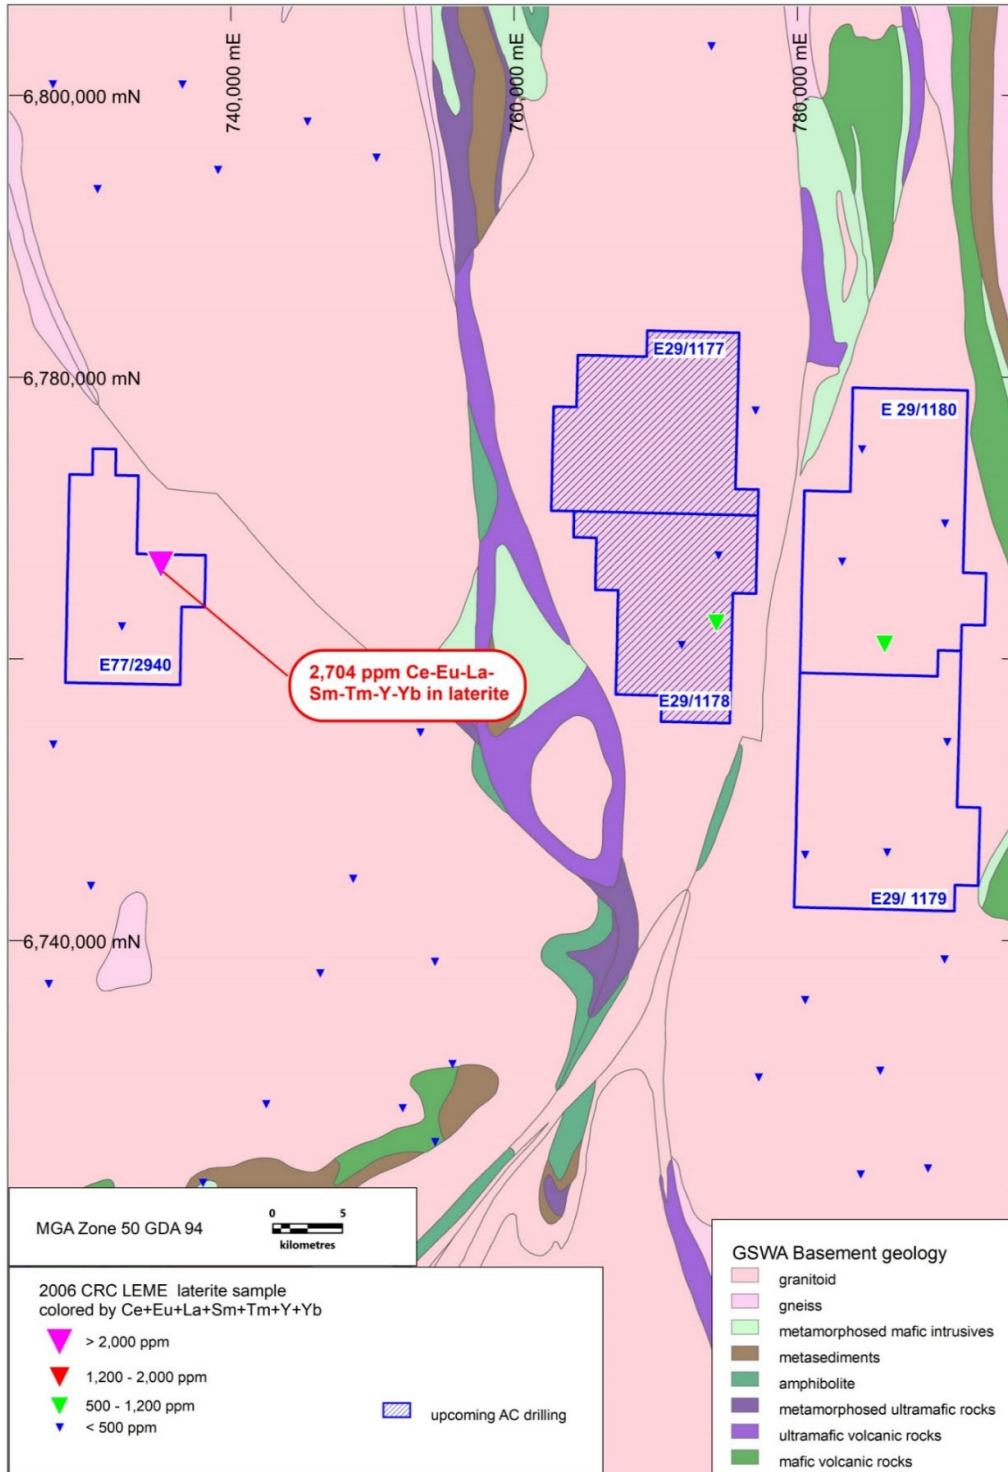 740,000 mE
760,000 mE
780,000 mE
6,800,000 mN
6,780,000 mN
6,740,000 mN
E29/1177
E 29/1180
E77/2940
2,704 ppm Ce-Eu-La-
Sm-Tm-Y-Yb in laterite
E29/1178
E29/ 1179
MGA Zone 50 GDA 94
0 5
kilometres
2006 CRC LEME laterite sample
colored by Ce+Eu+La+Sm+Tm+Y+Yb
> 2,000 ppm
1,200 - 2,000 ppm
500 - 1,200 ppm
< 500 ppm
upcoming AC drilling
GSWA Basement geology
granitoid
gneiss
metamorphosed mafic intrusives
metasediments
amphibolite
metamorphosed ultramafic rocks
ultramafic volcanic rocks
mafic volcanic rocks